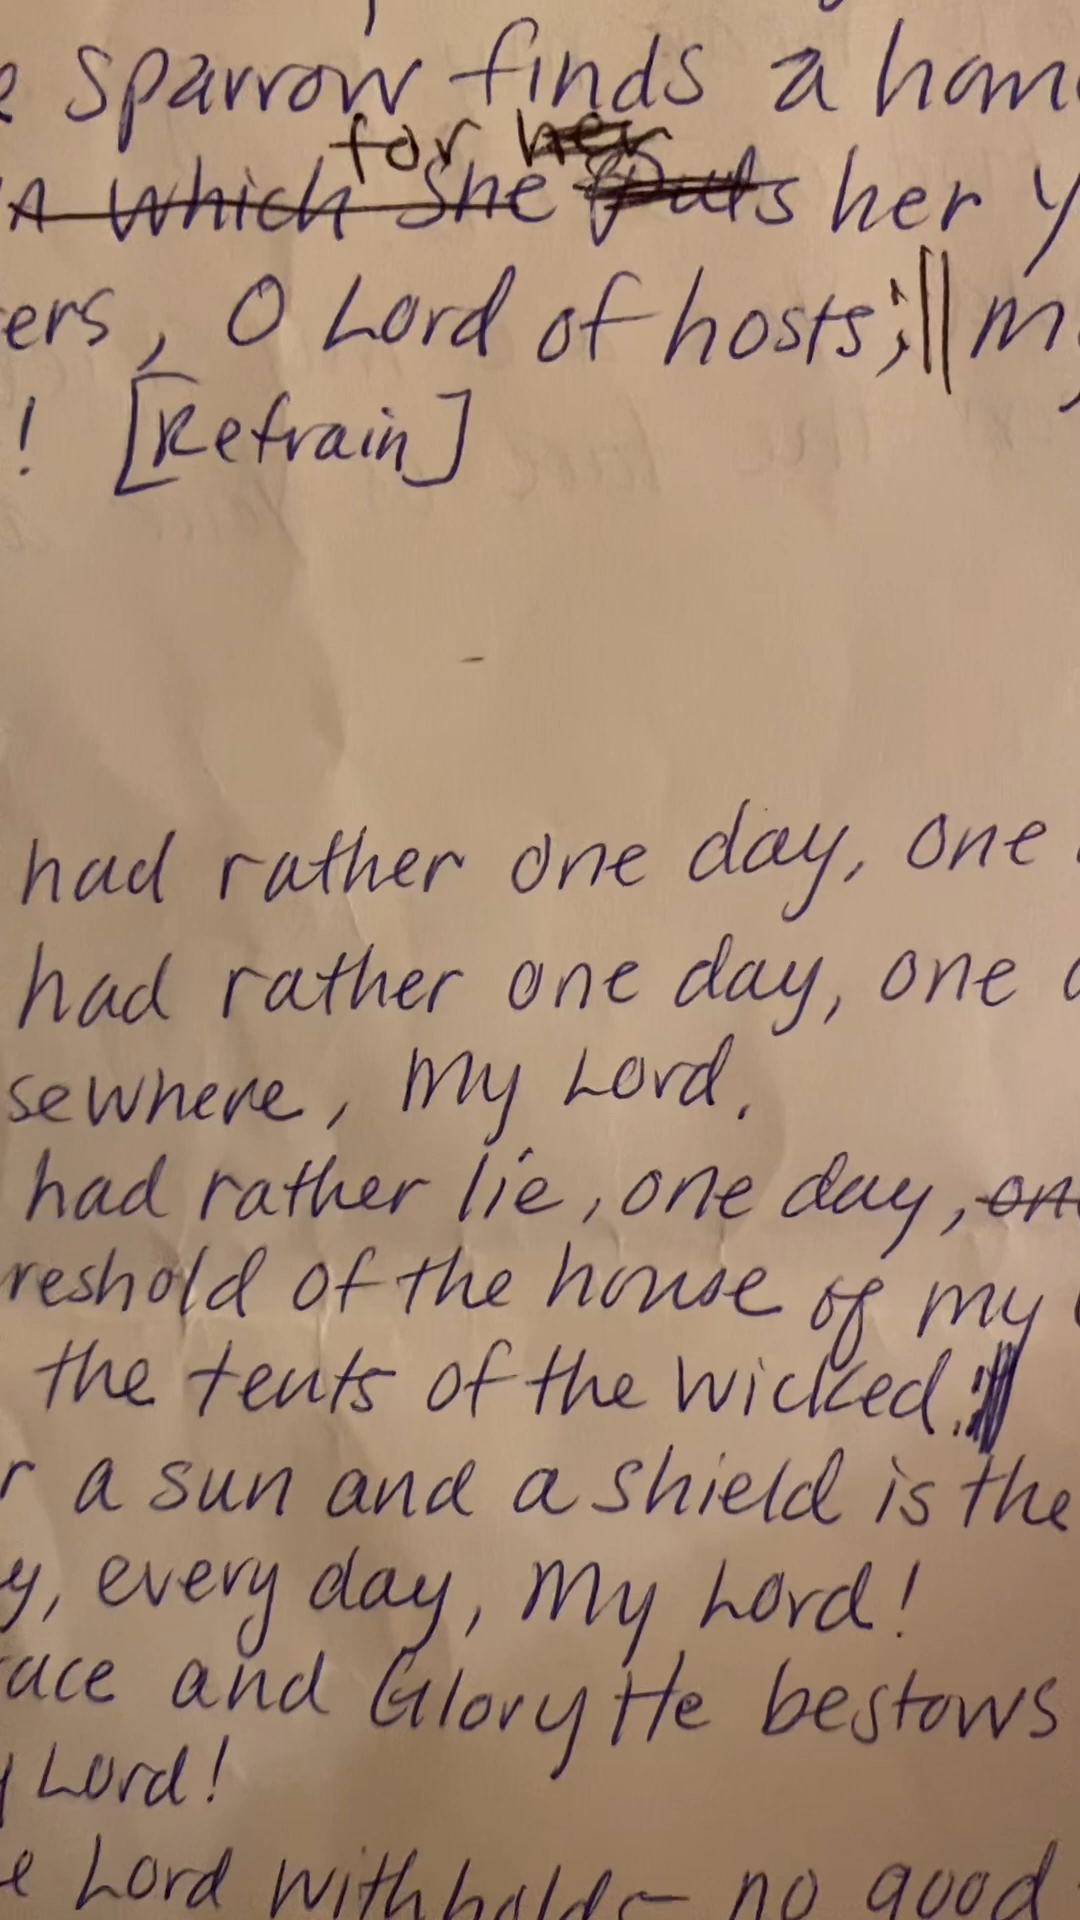 e sparrow finds a hom
for her
n which she puts her y
ers, O Lord of hosts; || m
! [Refrain]
had rather one day, one
had rather one day, one
sewhere, My Lord.
had rather lie, one day, on
reshold of the house of my
the tents of the wicked.
r a sun and a shield is the
y, every day, My Lord!
ace and Glory He bestows
y Lord!
e Lord withholds no good